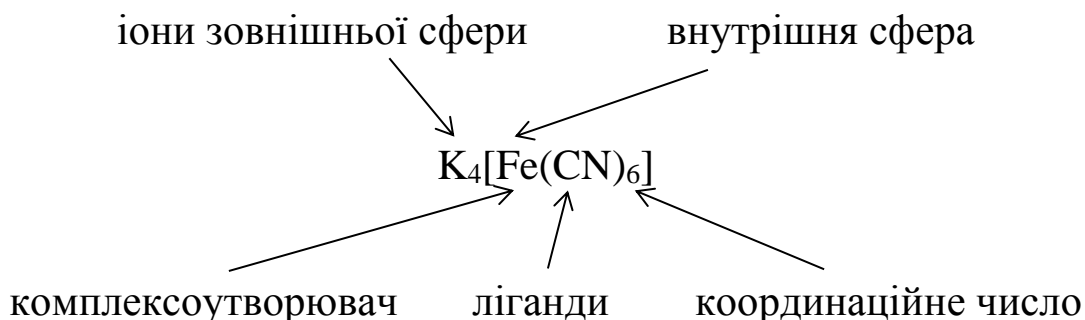 іони зовнішньої сфери внутрішня сфера
K₄[Fe(CN)₆]
комплексоутворювач ліганди координаційне число